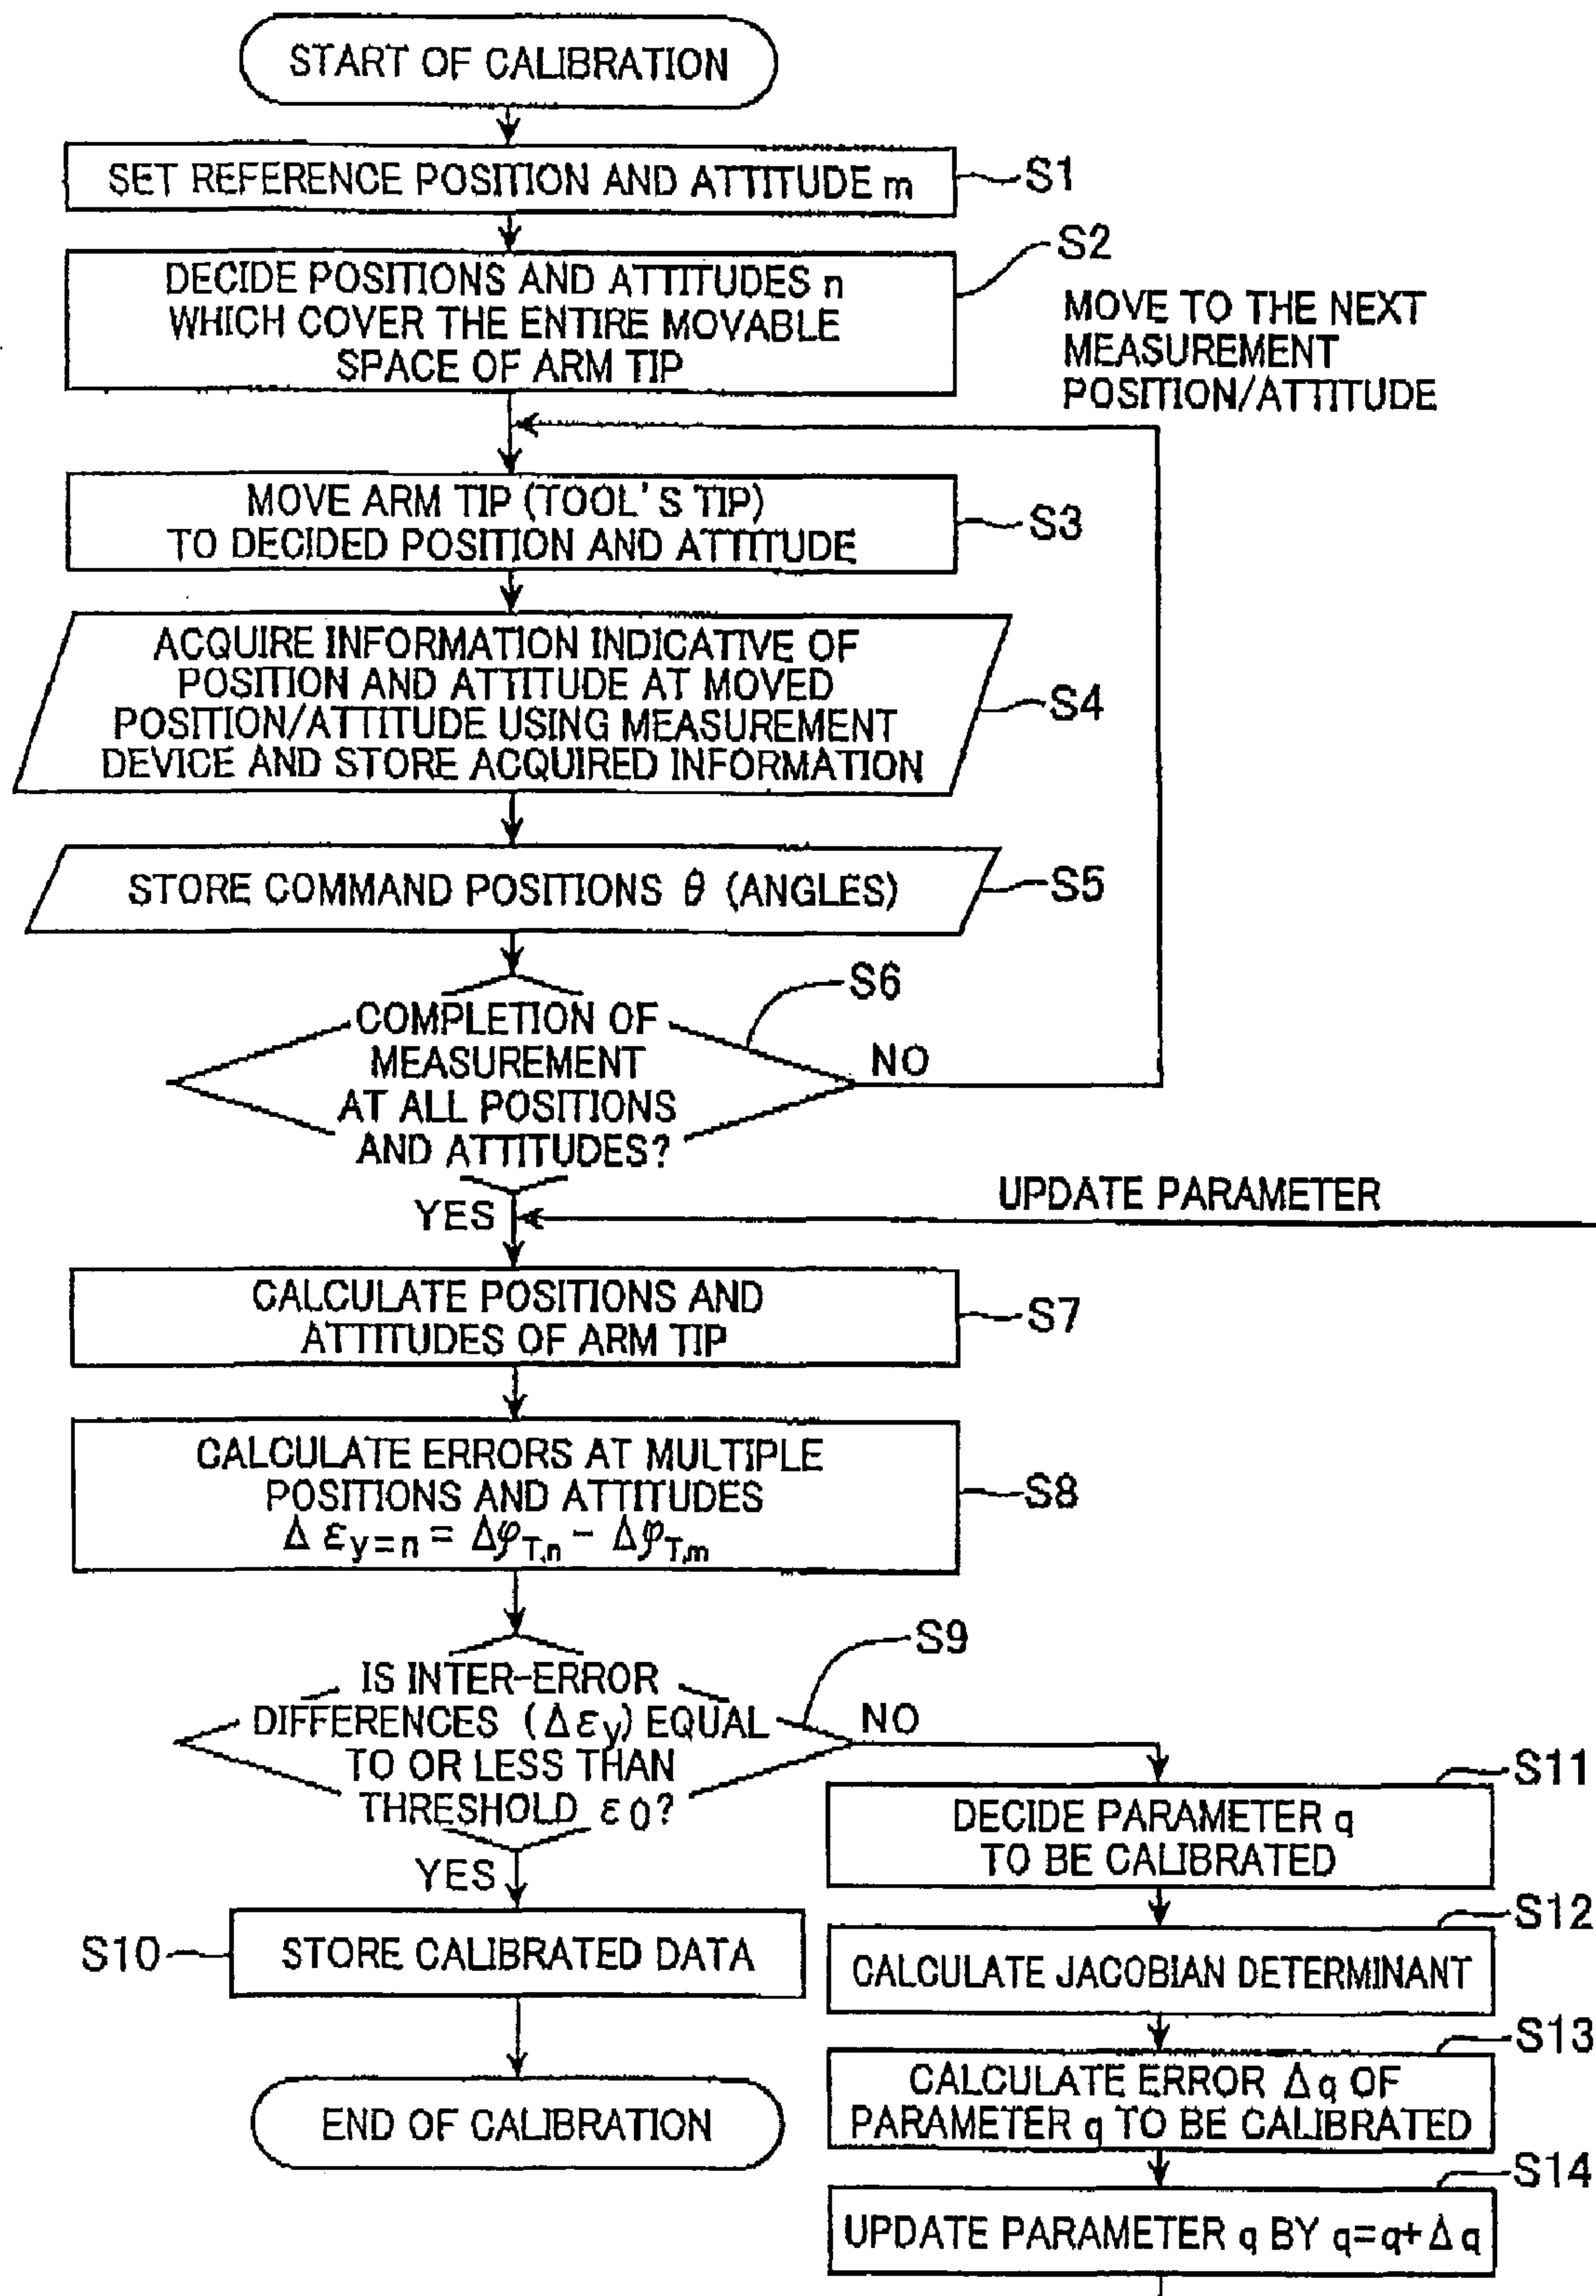 START OF CALIBRATION
SET REFERENCE POSITION AND ATTITUDE m
S1
DECIDE POSITIONS AND ATTITUDES n
WHICH COVER THE ENTIRE MOVABLE
SPACE OF ARM TIP
S2
MOVE TO THE NEXT
MEASUREMENT
POSITION/ATTITUDE
MOVE ARM TIP (TOOL'S TIP)
TO DECIDED POSITION AND ATTITUDE
S3
ACQUIRE INFORMATION INDICATIVE OF
POSITION AND ATTITUDE AT MOVED
POSITION/ATTITUDE USING MEASUREMENT
DEVICE AND STORE ACQUIRED INFORMATION
S4
STORE COMMAND POSITIONS θ (ANGLES)
S5
S6
COMPLETION OF
MEASUREMENT
AT ALL POSITIONS
AND ATTITUDES?
NO
YES
UPDATE PARAMETER
CALCULATE POSITIONS AND
ATTITUDES OF ARM TIP
S7
CALCULATE ERRORS AT MULTIPLE
POSITIONS AND ATTITUDES
Δ εy=n = ΔφT,n - ΔφT,m
S8
S9
IS INTER-ERROR
DIFFERENCES (Δεy) EQUAL
TO OR LESS THAN
THRESHOLD ε0?
NO
YES
S10
STORE CALIBRATED DATA
END OF CALIBRATION
S11
DECIDE PARAMETER q
TO BE CALIBRATED
S12
CALCULATE JACOBIAN DETERMINANT
S13
CALCULATE ERROR Δq OF
PARAMETER q TO BE CALIBRATED
S14
UPDATE PARAMETER q BY q=q+Δq